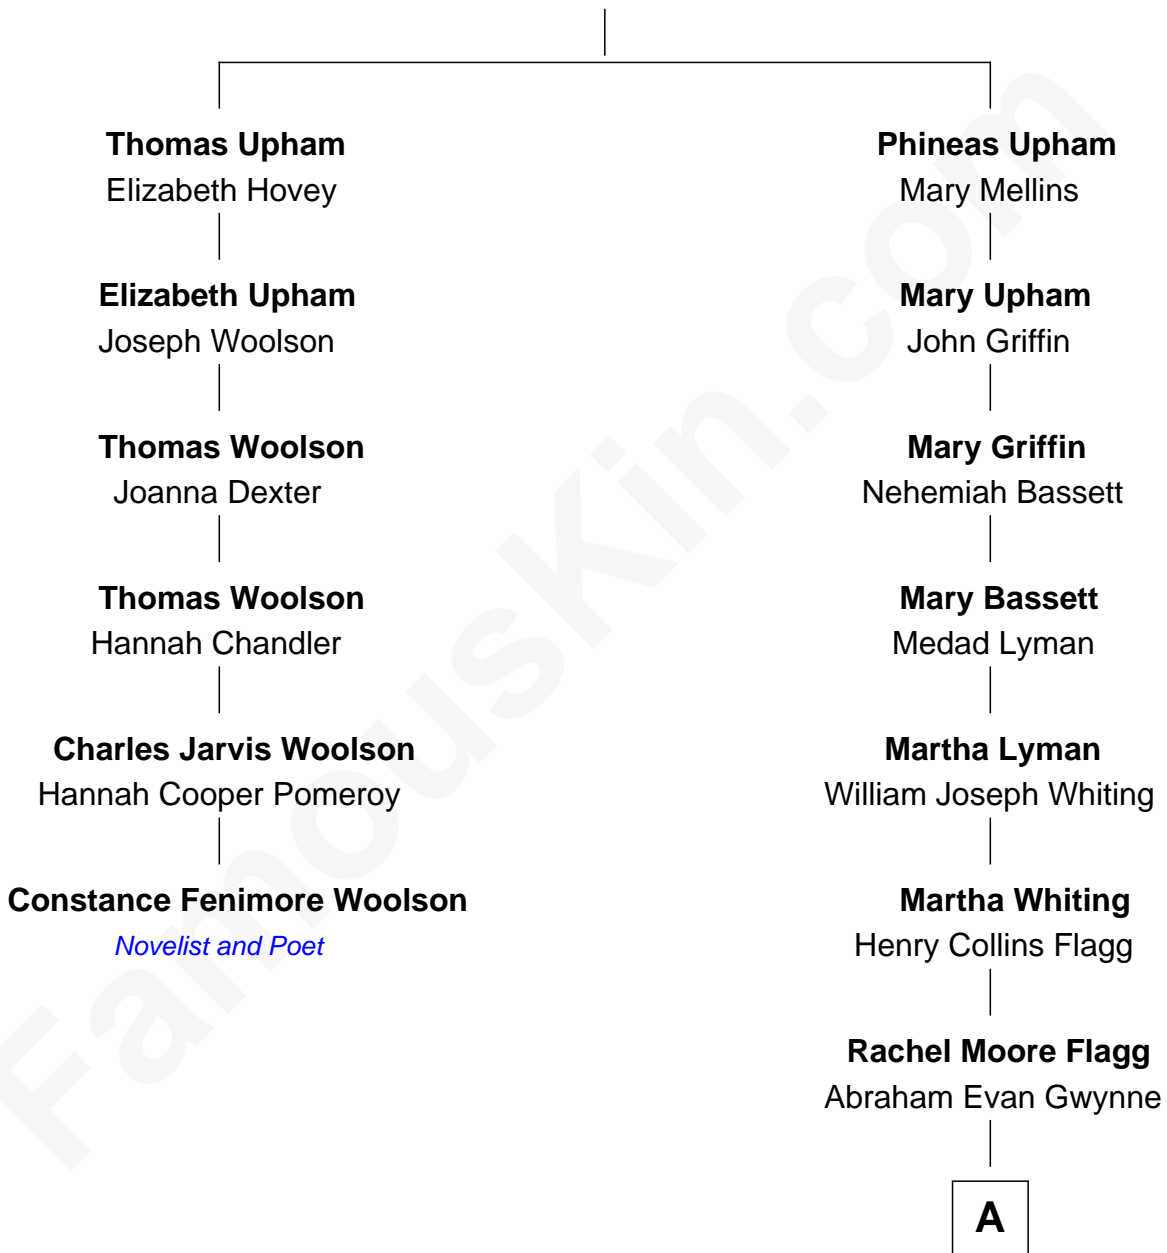 Thomas Upham
Elizabeth Hovey
Elizabeth Upham
Joseph Woolson
Thomas Woolson
Joanna Dexter
Thomas Woolson
Hannah Chandler
Charles Jarvis Woolson
Hannah Cooper Pomeroy
Constance Fenimore Woolson
Novelist and Poet
Phineas Upham
Mary Mellins
Mary Upham
John Griffin
Mary Griffin
Nehemiah Bassett
Mary Bassett
Medad Lyman
Martha Lyman
William Joseph Whiting
Martha Whiting
Henry Collins Flagg
Rachel Moore Flagg
Abraham Evan Gwynne
A
FamousKin.com